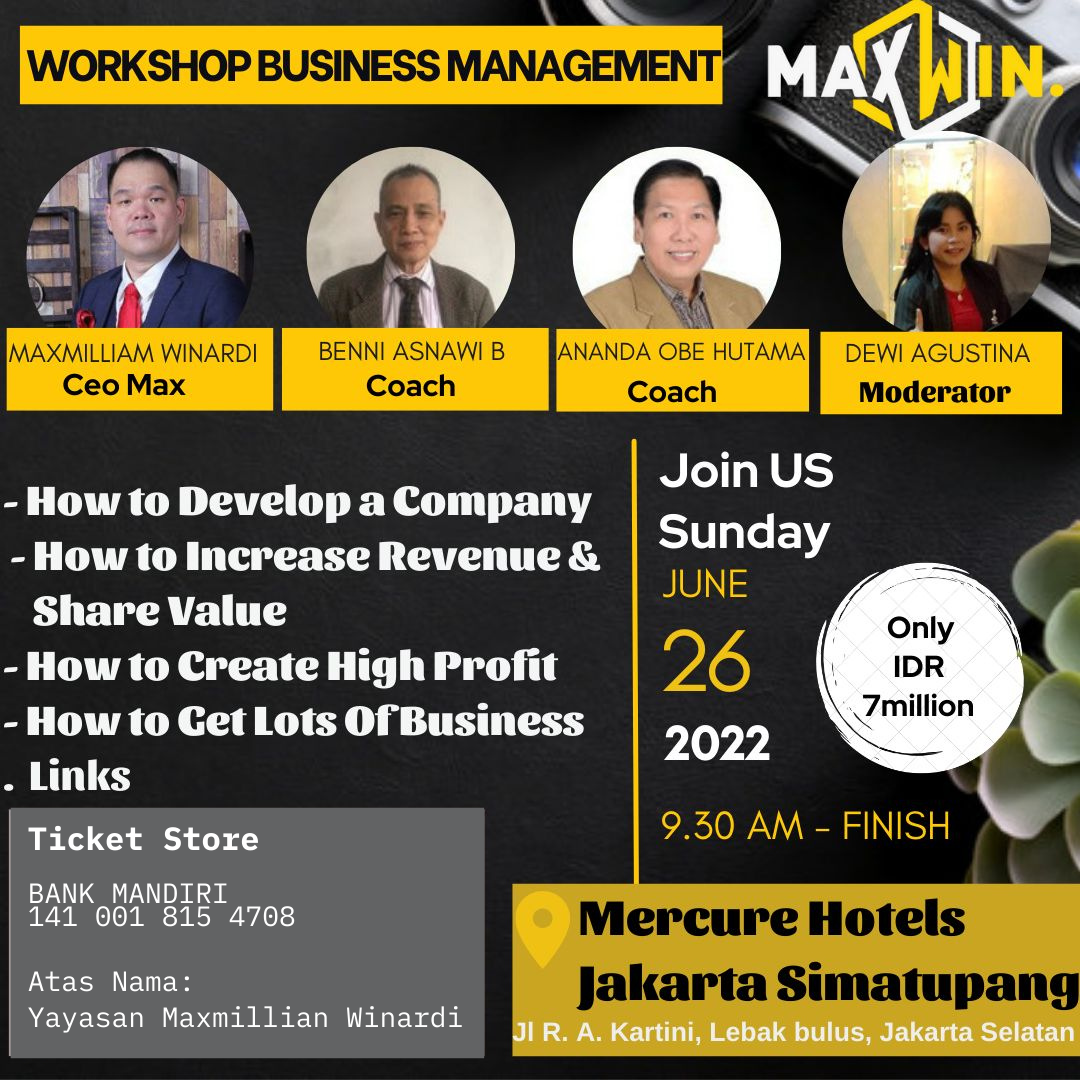 WORKSHOP BUSINESS MANAGEMENT
MAXWIN.
MAXMILLIAM WINARDI
Ceo Max
BENNI ASNAWI B
Coach
ANANDA OBE HUTAMA
Coach
DEWI AGUSTINA
Moderator
- How to Develop a Company
- How to Increase Revenue &
Share Value
- How to Create High Profit
- How to Get Lots Of Business
. Links
Join US
Sunday
JUNE
26
2022
9.30 AM - FINISH
Only
IDR
7million
Ticket Store
BANK MANDIRI
141 001 815 4708
Atas Nama:
Yayasan Maxmillian Winardi
Mercure Hotels
Jakarta Simatupang
Jl R. A. Kartini, Lebak bulus, Jakarta Selatan